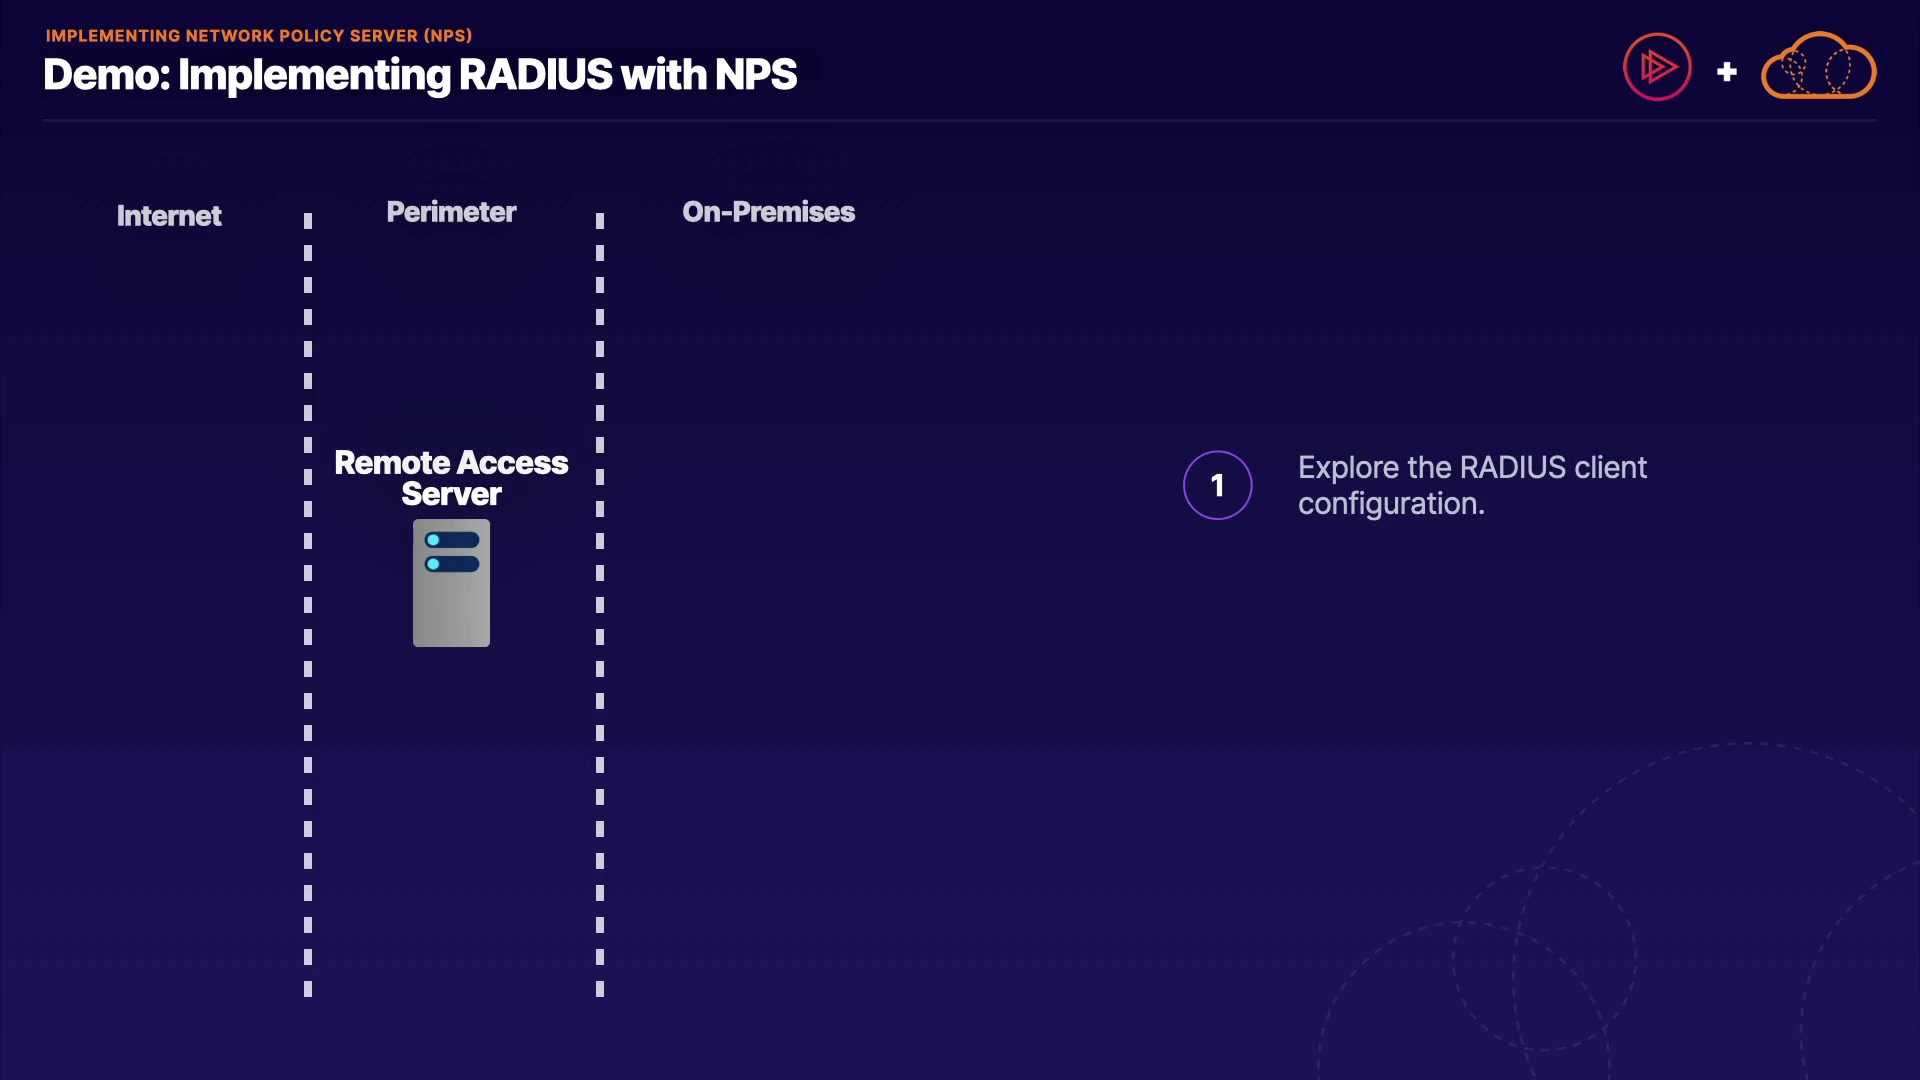 IMPLEMENTING NETWORK POLICY SERVER (NPS)
Demo: Implementing RADIUS with NPS
Internet
Perimeter
On-Premises
Remote Access
Server
1
Explore the RADIUS client
configuration.